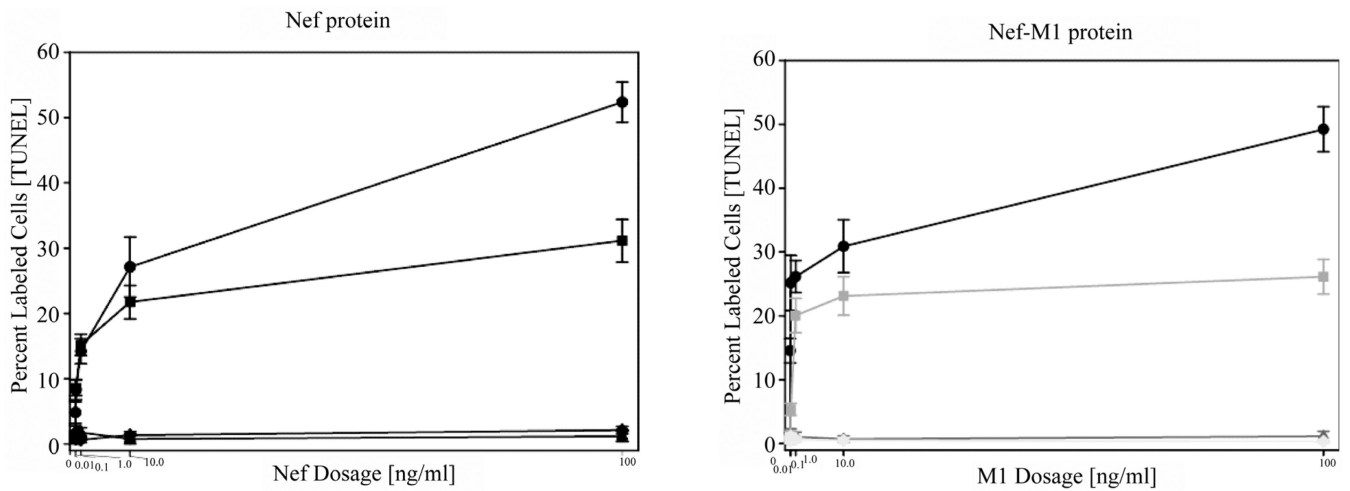 Nef protein
Percent Labeled Cells [TUNEL]
60
50
40
30
20
10
0
0 0.01 0.1 1.0 10.0 100
Nef Dosage [ng/ml]
Nef-M1 protein
Percent Labeled Cells [TUNEL]
60
50
40
30
20
10
0
0 0.01 0.1 1.0 10.0 100
M1 Dosage [ng/ml]